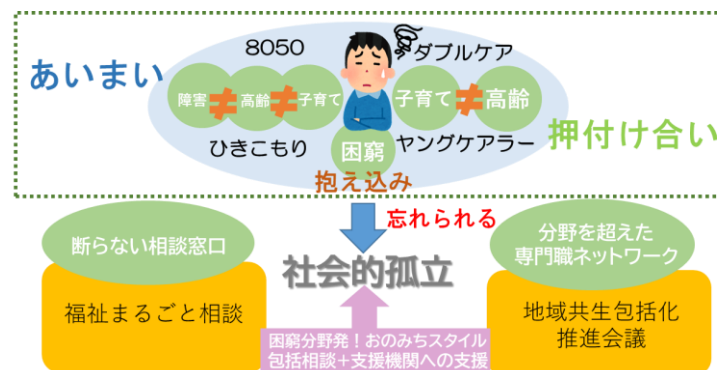 8050
ダブルケア
あいまい
障害≠高齢≠子育て
子育て≠高齢
ひきこもり
困窮
ヤングケアラー
押付け合い
抱え込み
忘れられる
断らない相談窓口
福祉まるごと相談
社会的孤立
分野を超えた
専門職ネットワーク
地域共生包括化
推進会議
困窮分野発！おのみちスタイル
包括相談+支援機関への支援